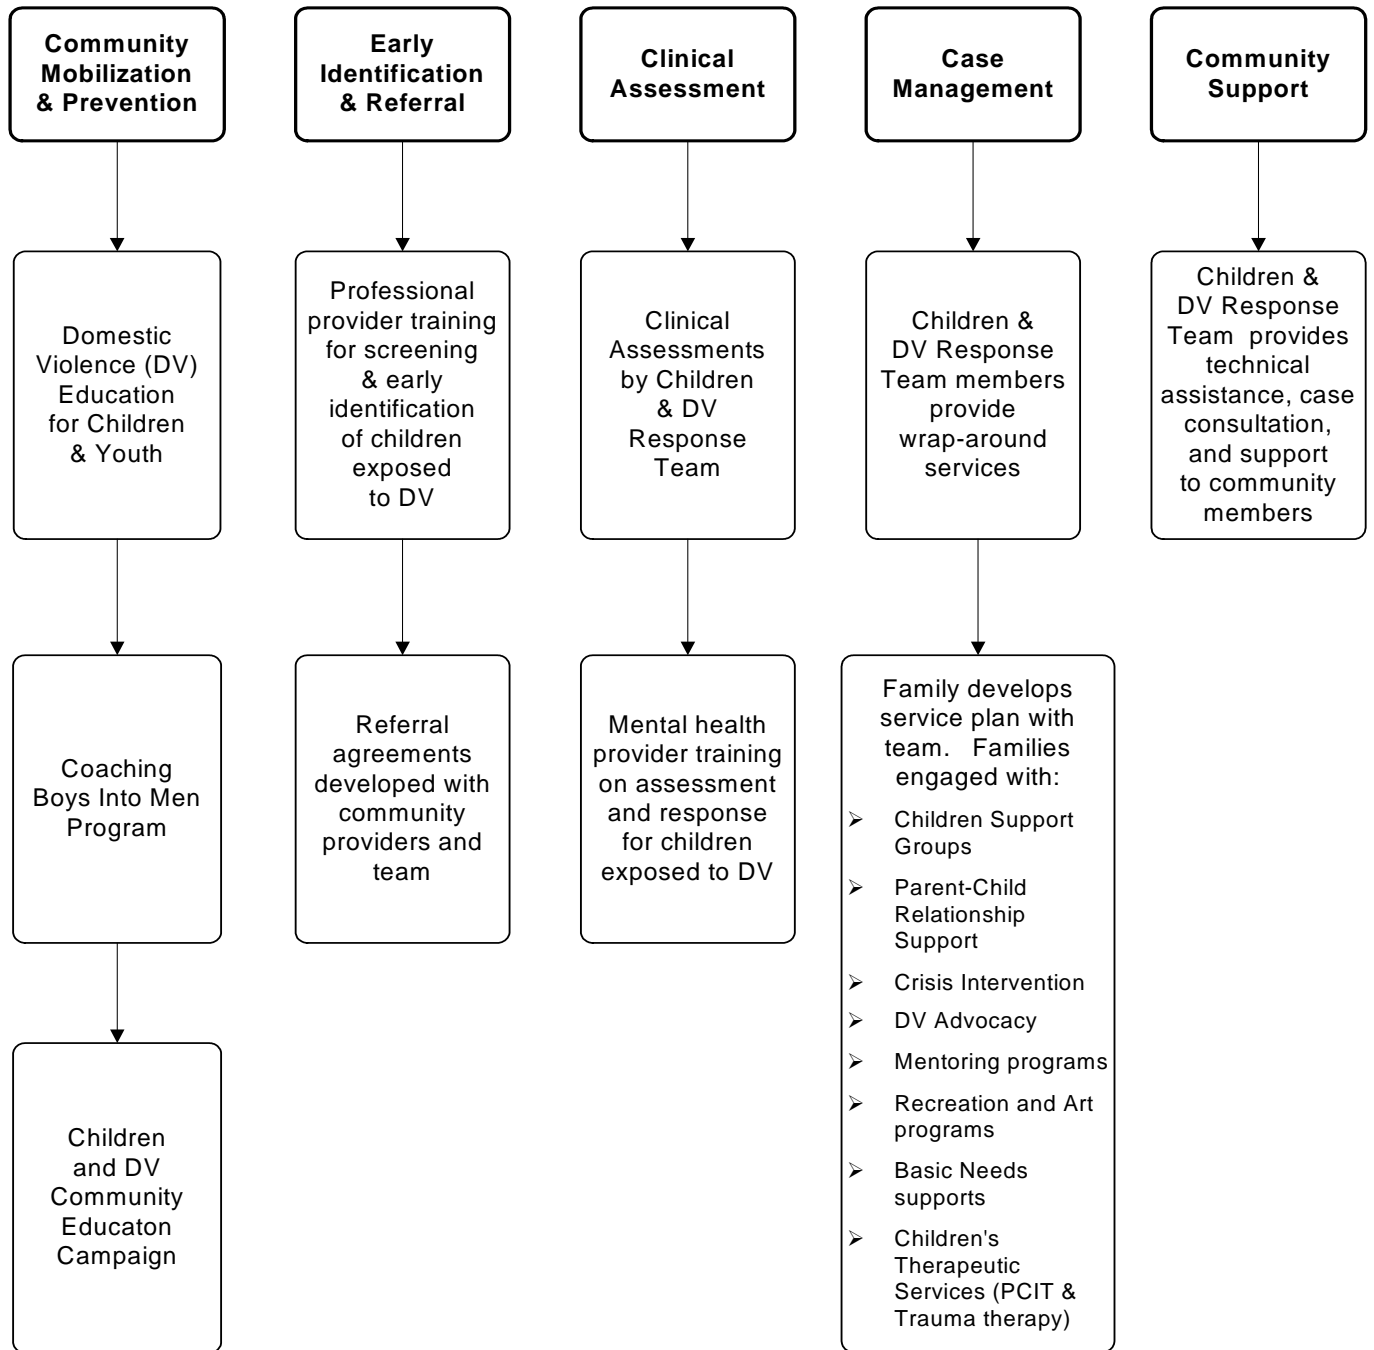 Community
Mobilization
& Prevention
Early
Identification
& Referral
Clinical
Assessment
Case
Management
Community
Support
Domestic
Violence (DV)
Education
for Children
& Youth
Professional
provider training
for screening
& early
identification
of children
exposed
to DV
Clinical
Assessments
by Children
& DV
Response
Team
Children &
DV Response
Team members
provide
wrap-around
services
Children &
DV Response
Team provides
technical
assistance, case
consultation,
and support
to community
members
Coaching
Boys Into Men
Program
Referral
agreements
developed with
community
providers and
team
Mental health
provider training
on assessment
and response
for children
exposed to DV
Family develops
service plan with
team. Families
engaged with:
➢ Children Support
Groups
➢ Parent-Child
Relationship
Support
➢ Crisis Intervention
➢ DV Advocacy
➢ Mentoring programs
➢ Recreation and Art
programs
➢ Basic Needs
supports
➢ Children's
Therapeutic
Services (PCIT &
Trauma therapy)
Children
and DV
Community
Educaton
Campaign